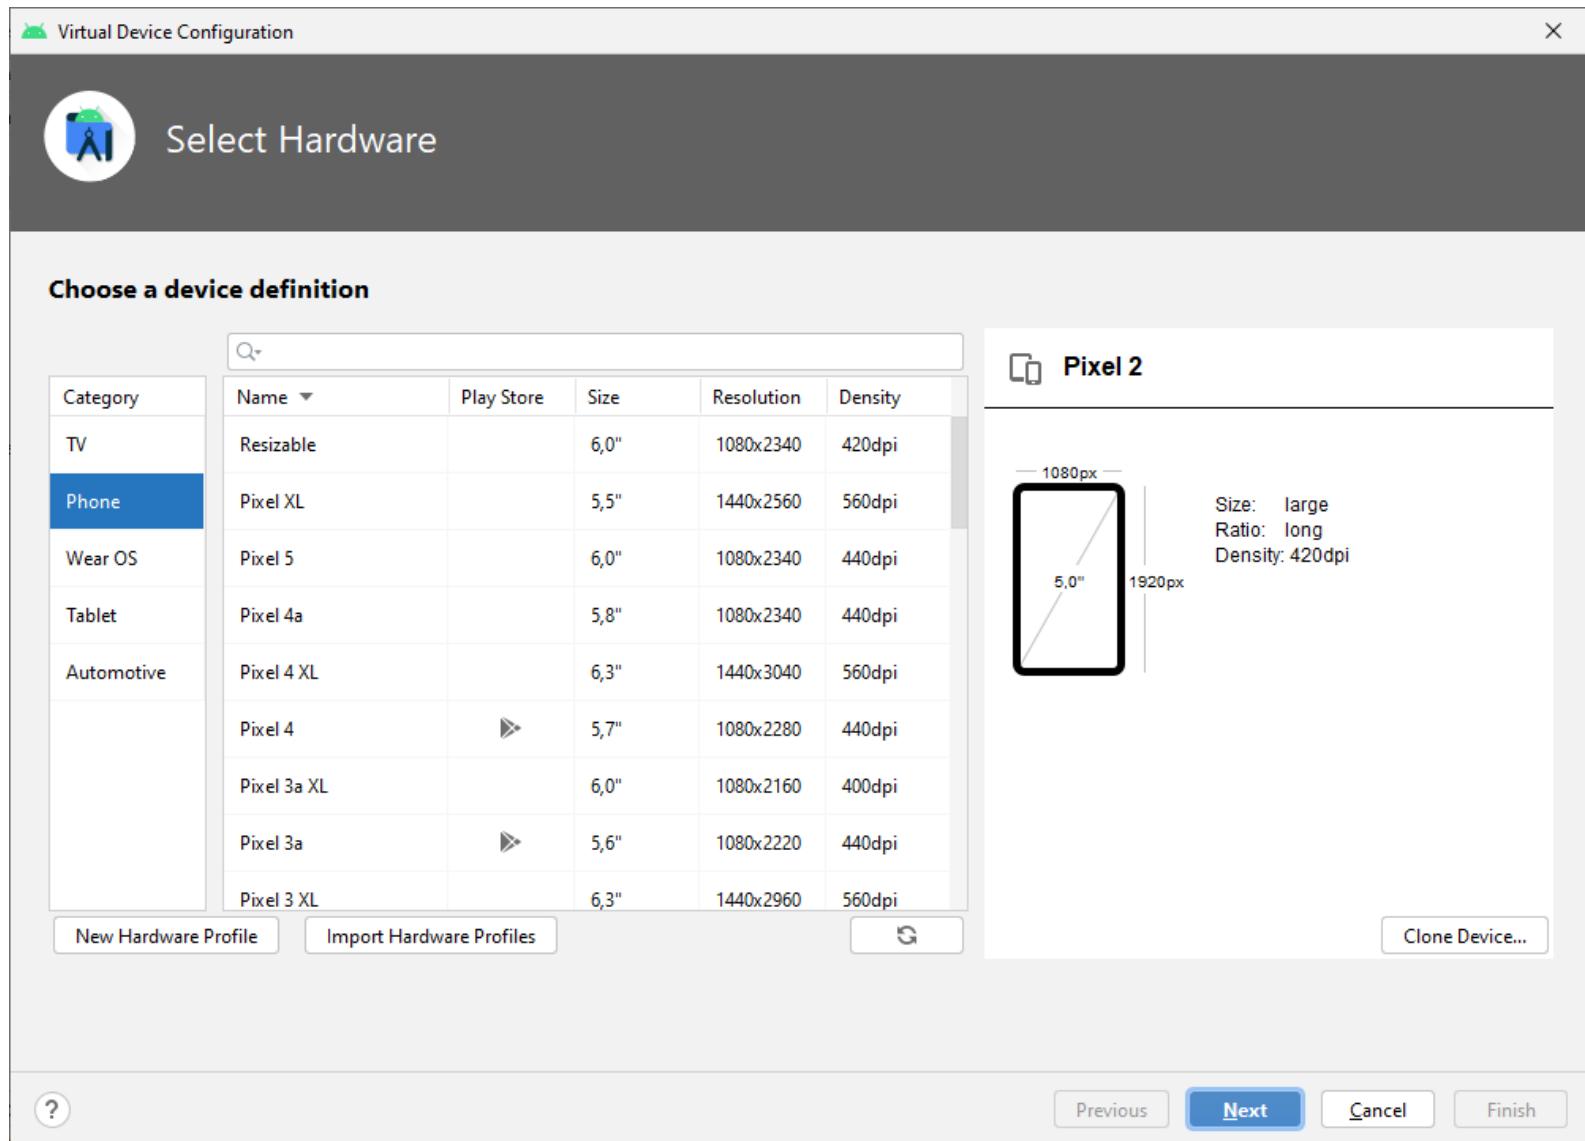 Virtual Device Configuration
Select Hardware
Choose a device definition
Category
TV
Phone
Wear OS
Tablet
Automotive
Name Play Store Size Resolution Density
Resizable 6,0" 1080x2340 420dpi
Pixel XL 5,5" 1440x2560 560dpi
Pixel 5 6,0" 1080x2340 440dpi
Pixel 4a 5,8" 1080x2340 440dpi
Pixel 4 XL 6,3" 1440x3040 560dpi
Pixel 4 5,7" 1080x2280 440dpi
Pixel 3a XL 6,0" 1080x2160 400dpi
Pixel 3a 5,6" 1080x2220 440dpi
Pixel 3 XL 6,3" 1440x2960 560dpi
New Hardware Profile Import Hardware Profiles
Pixel 2
1080px
5,0" 1920px
Size: large
Ratio: long
Density: 420dpi
Clone Device...
? Previous Next Cancel Finish